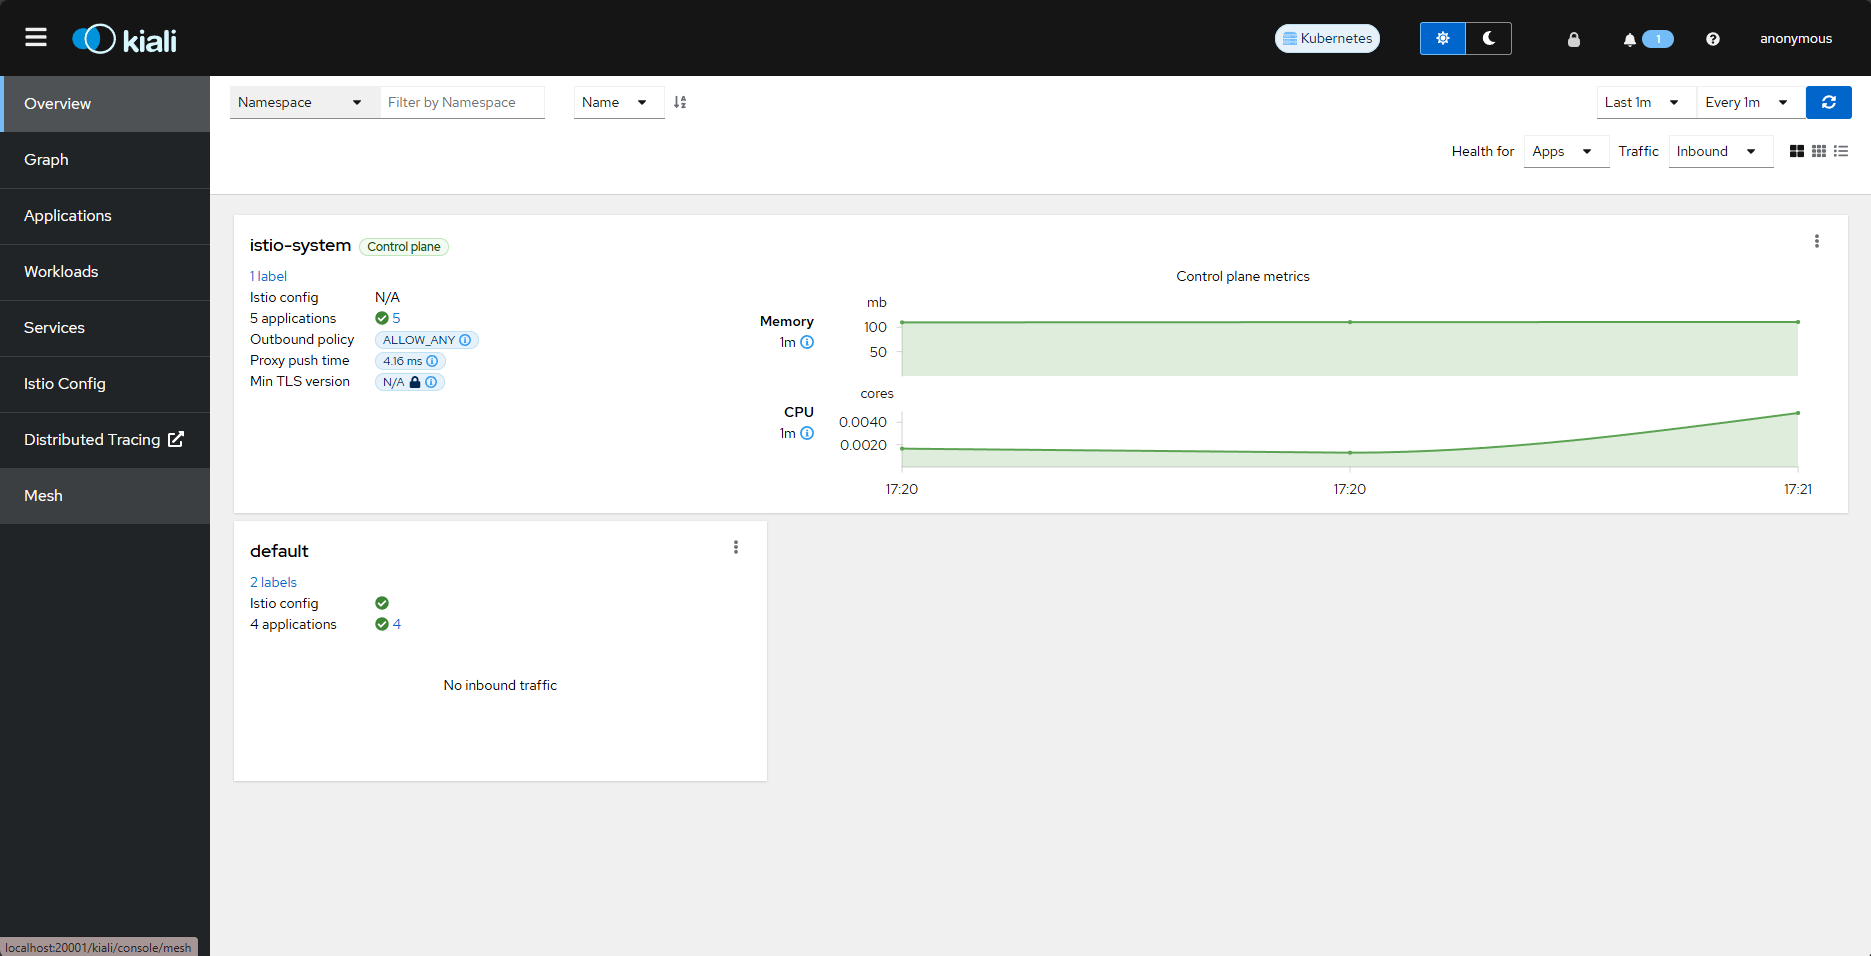 kiali
Kubernetes
1
anonymous
Overview
Graph
Applications
Workloads
Services
Istio Config
Distributed Tracing
Mesh
Namespace
Filter by Namespace
Name
Last 1m
Every 1m
Health for
Apps
Traffic
Inbound
istio-system
Control plane
1 label
Istio config N/A
5 applications 5
Outbound policy ALLOW_ANY
Proxy push time 4.16 ms
Min TLS version N/A
Control plane metrics
Memory
1m
mb
100
50
CPU
1m
cores
0.0040
0.0020
17:20
17:20
17:21
default
2 labels
Istio config
4 applications 4
No inbound traffic
localhost:20001/kiali/console/mesh